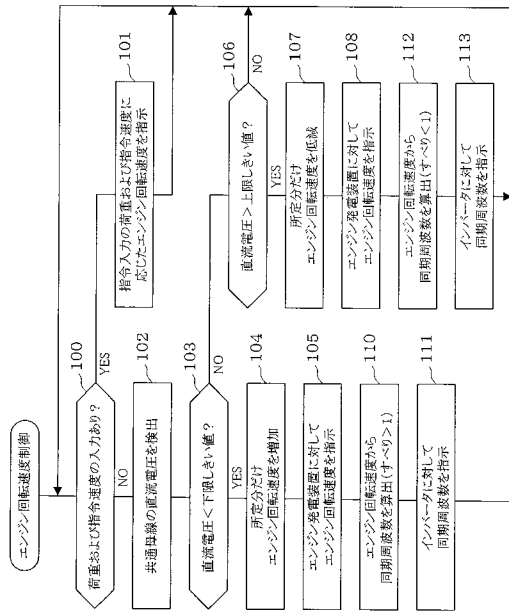 エンジン回転速度制御
荷重および指令速度の入力あり?
100
YES
NO
指令入力の荷重および指令速度に
応じたエンジン回転速度を指示
101
共通母線の直流電圧を検出
102
直流電圧<下限しきい値?
103
NO
YES
所定分だけ
エンジン回転速度を増加
104
エンジン発電装置に対して
エンジン回転速度を指示
105
エンジン回転速度から
同期周波数を算出(すべり>1)
110
インバータに対して
同期周波数を指示
111
直流電圧>上限しきい値?
106
NO
YES
所定分だけ
エンジン回転速度を低減
107
エンジン発電装置に対して
エンジン回転速度を指示
108
エンジン回転速度から
同期周波数を算出(すべり<1)
112
インバータに対して
同期周波数を指示
113